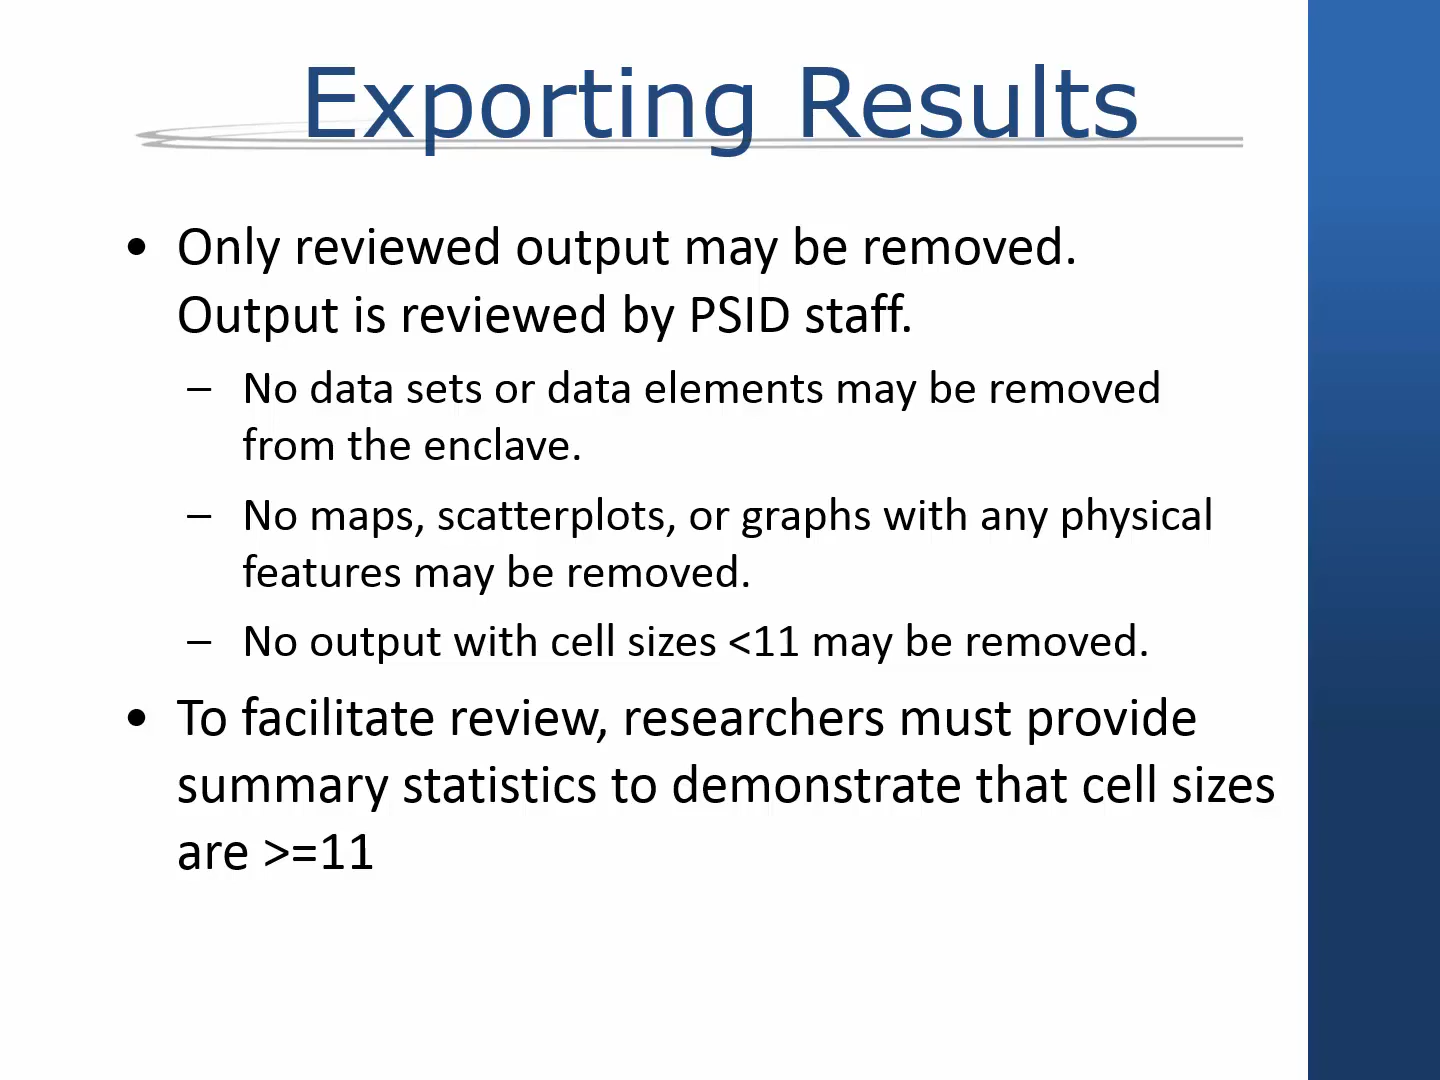 Exporting Results
• Only reviewed output may be removed.
Output is reviewed by PSID staff.
– No data sets or data elements may be removed
from the enclave.
– No maps, scatterplots, or graphs with any physical
features may be removed.
– No output with cell sizes <11 may be removed.
• To facilitate review, researchers must provide
summary statistics to demonstrate that cell sizes
are >=11